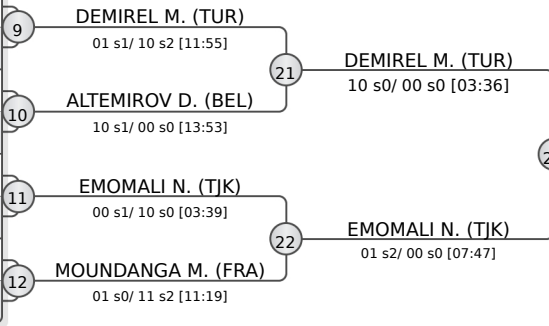 9
DEMIREL M. (TUR)
01 s1/ 10 s2 [11:55]
21
DEMIREL M. (TUR)
10 s0/ 00 s0 [03:36]
10
ALTEMIROV D. (BEL)
10 s1/ 00 s0 [13:53]
2
11
EMOMALI N. (TJK)
00 s1/ 10 s0 [03:39]
22
EMOMALI N. (TJK)
01 s2/ 00 s0 [07:47]
12
MOUNDANGA M. (FRA)
01 s0/ 11 s2 [11:19]